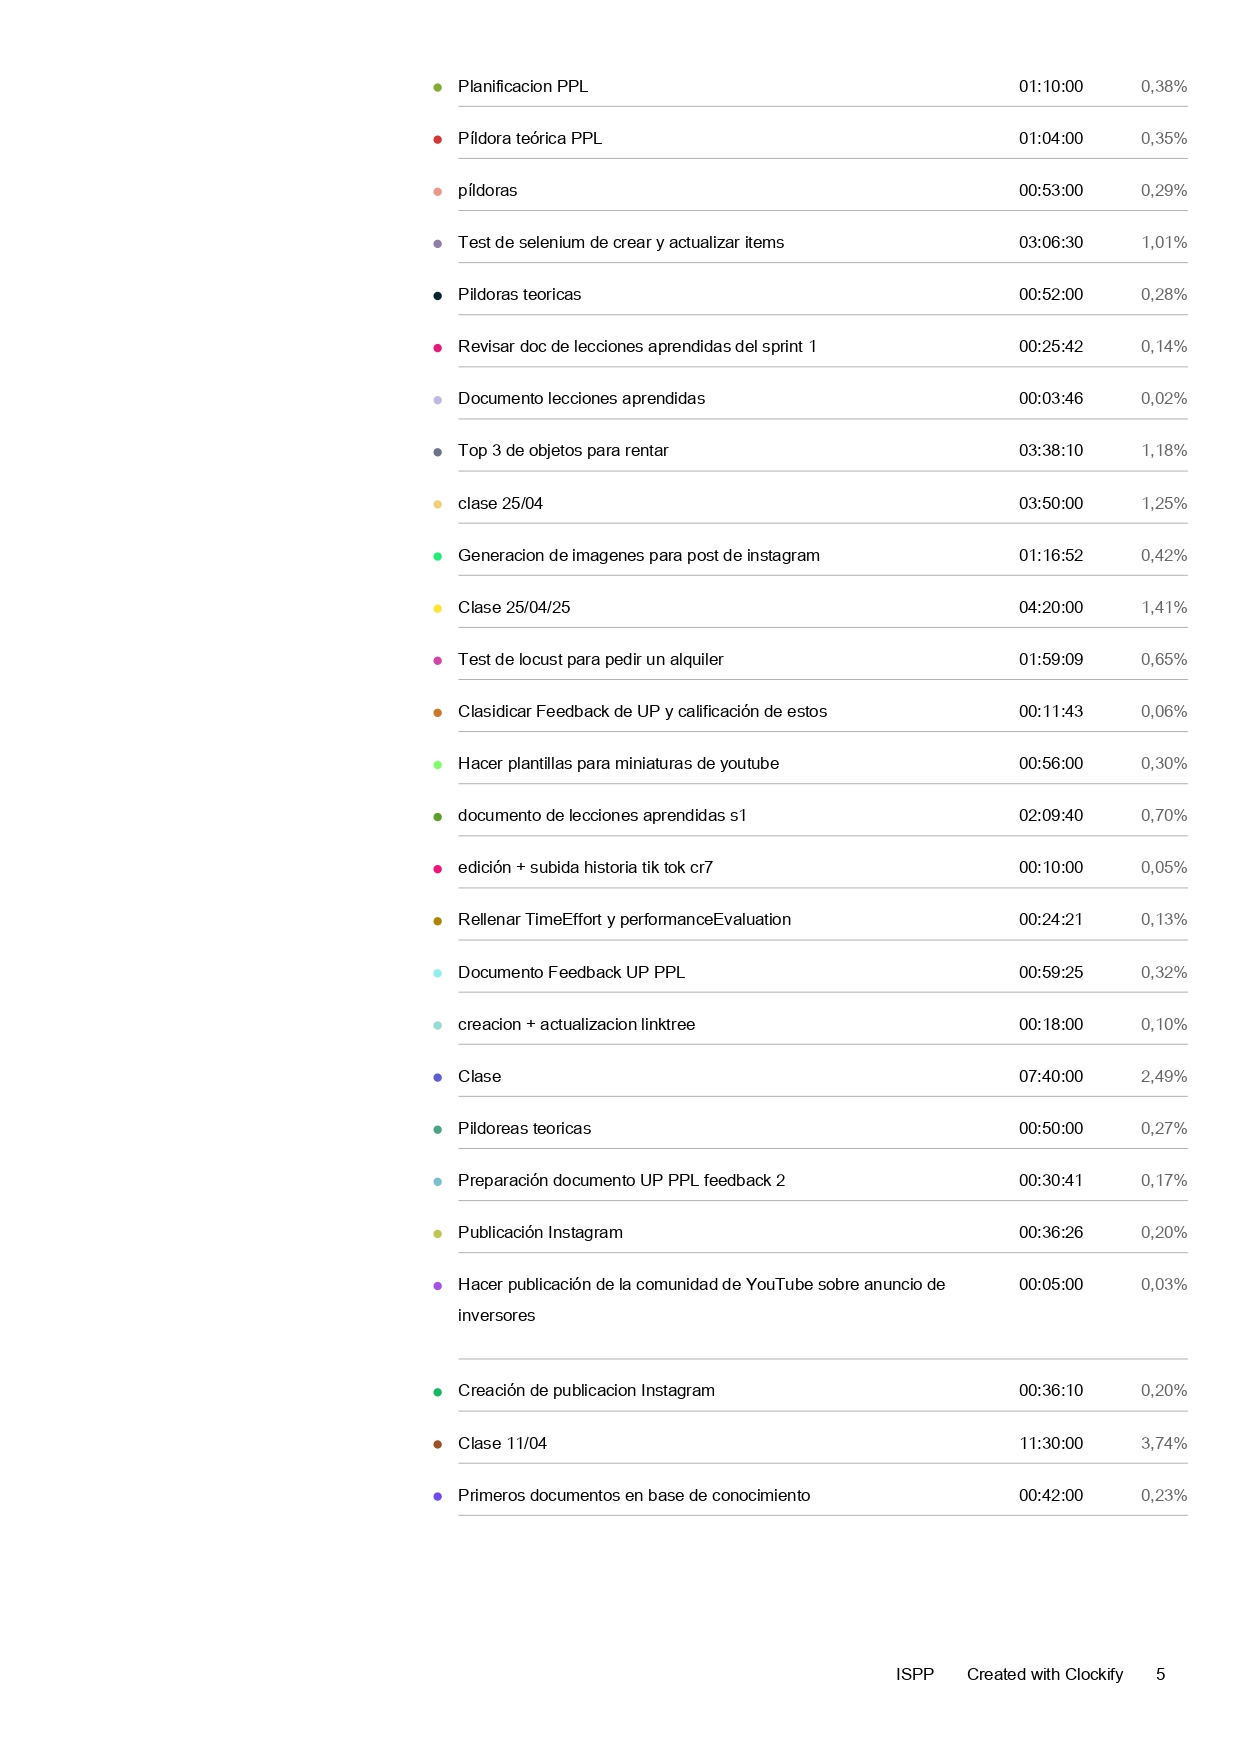 Planificacion PPL 01:10:00 0,38%
Píldora teórica PPL 01:04:00 0,35%
píldoras 00:53:00 0,29%
Test de selenium de crear y actualizar items 03:06:30 1,01%
Pildoras teoricas 00:52:00 0,28%
Revisar doc de lecciones aprendidas del sprint 1 00:25:42 0,14%
Documento lecciones aprendidas 00:03:46 0,02%
Top 3 de objetos para rentar 03:38:10 1,18%
clase 25/04 03:50:00 1,25%
Generacion de imagenes para post de instagram 01:16:52 0,42%
Clase 25/04/25 04:20:00 1,41%
Test de locust para pedir un alquiler 01:59:09 0,65%
Clasidicar Feedback de UP y calificación de estos 00:11:43 0,06%
Hacer plantillas para miniaturas de youtube 00:56:00 0,30%
documento de lecciones aprendidas s1 02:09:40 0,70%
edición + subida historia tik tok cr7 00:10:00 0,05%
Rellenar TimeEffort y performanceEvaluation 00:24:21 0,13%
Documento Feedback UP PPL 00:59:25 0,32%
creacion + actualizacion linktree 00:18:00 0,10%
Clase 07:40:00 2,49%
Pildoreas teoricas 00:50:00 0,27%
Preparación documento UP PPL feedback 2 00:30:41 0,17%
Publicación Instagram 00:36:26 0,20%
Hacer publicación de la comunidad de YouTube sobre anuncio de 00:05:00 0,03%
inversores
Creación de publicacion Instagram 00:36:10 0,20%
Clase 11/04 11:30:00 3,74%
Primeros documentos en base de conocimiento 00:42:00 0,23%
ISPP Created with Clockify 5